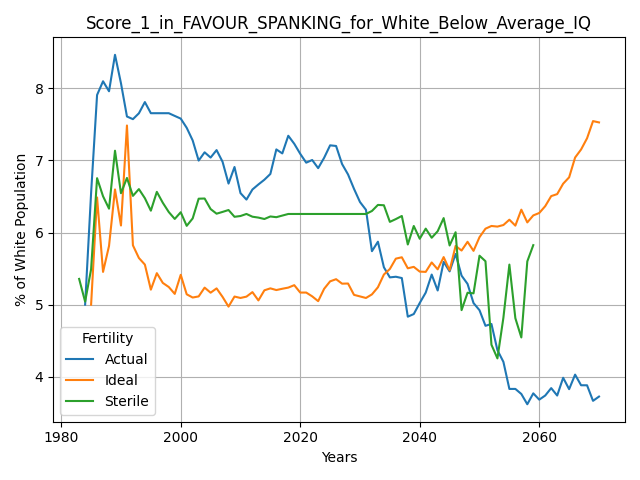 Score_1_in_FAVOUR_SPANKING_for_White_Below_Average_IQ
% of White Population
8
7
6
5
4
Fertility
Actual
Ideal
Sterile
1980 2000 2020 2040 2060
Years